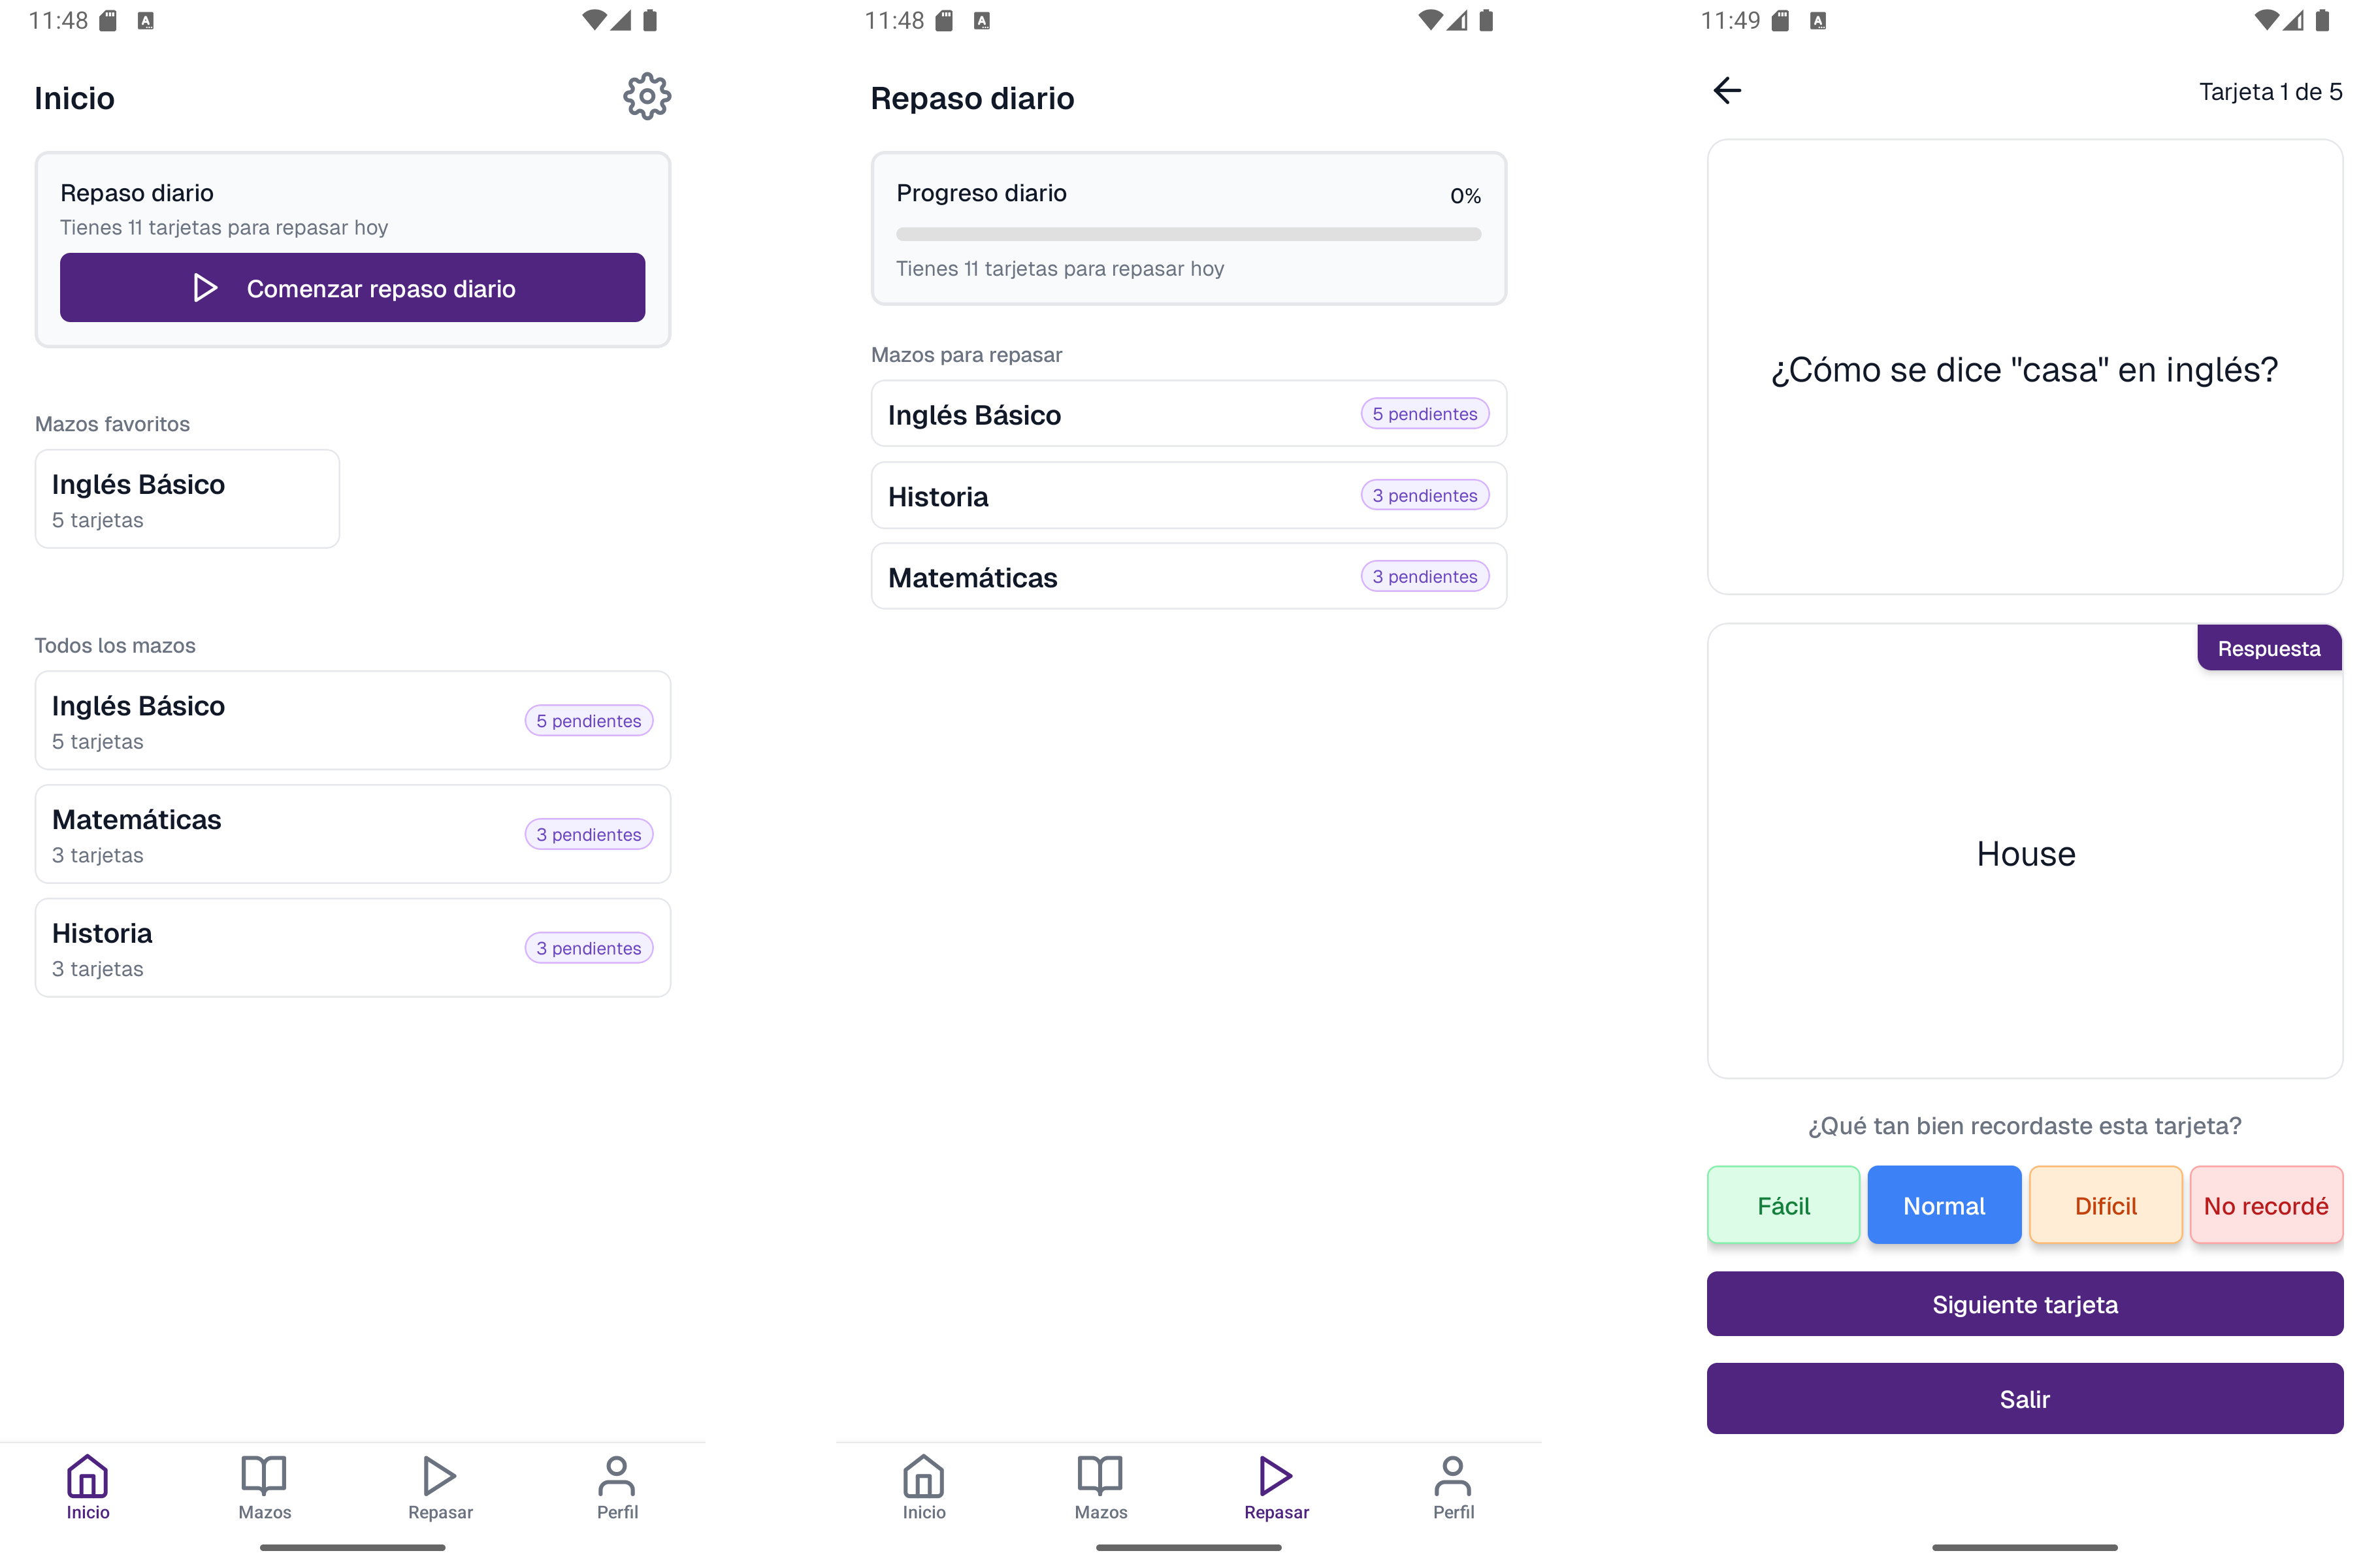 11:48
Inicio
Repaso diario
Tienes 11 tarjetas para repasar hoy
Comenzar repaso diario
Mazos favoritos
Inglés Básico
5 tarjetas
Todos los mazos
Inglés Básico
5 tarjetas
5 pendientes
Matemáticas
3 tarjetas
3 pendientes
Historia
3 tarjetas
3 pendientes
Inicio
Mazos
Repasar
Perfil
11:48
Repaso diario
Progreso diario
0%
Tienes 11 tarjetas para repasar hoy
Mazos para repasar
Inglés Básico
5 pendientes
Historia
3 pendientes
Matemáticas
3 pendientes
Inicio
Mazos
Repasar
Perfil
11:49
Tarjeta 1 de 5
¿Cómo se dice "casa" en inglés?
Respuesta
House
¿Qué tan bien recordaste esta tarjeta?
Fácil
Normal
Difícil
No recordé
Siguiente tarjeta
Salir